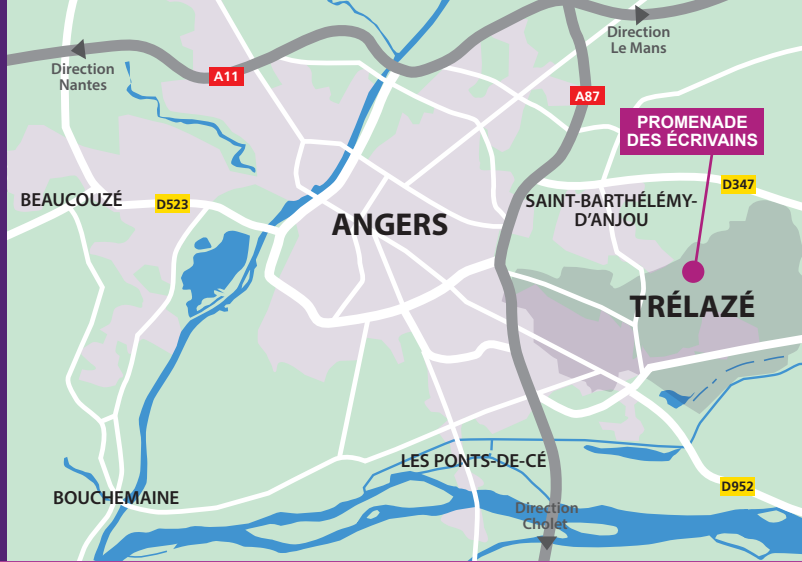 Direction
Le Mans
Direction
Nantes
A11
A87
PROMENADE
DES ÉCRIVAINS
BEAUCOUZÉ
D523
D347
SAINT-BARTHÉLÉMY-
D'ANJOU
ANGERS
TRÉLAZÉ
LES PONTS-DE-CÉ
BOUCHEMAINE
D952
Direction
Cholet